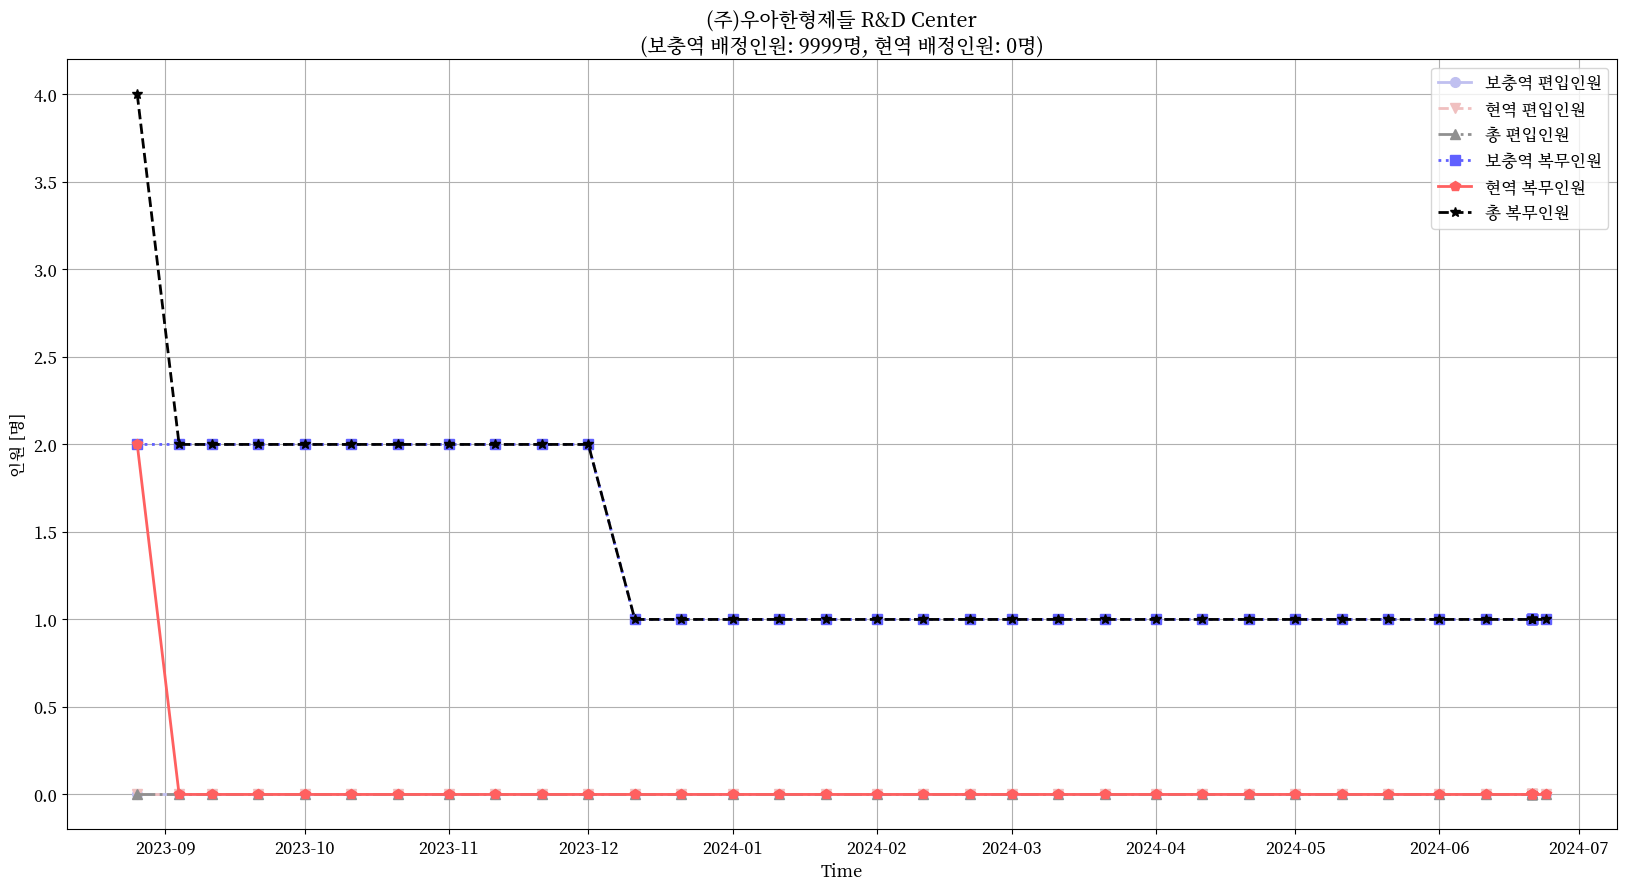 (주)우아한형제들 R&D Center
(보충역 배정인원: 9999명, 현역 배정인원: 0명)
보충역 편입인원
현역 편입인원
총 편입인원
보충역 복무인원
현역 복무인원
총 복무인원
4.0
3.5
3.0
2.5
2.0
1.5
1.0
0.5
0.0
인원 [명]
2023-09
2023-10
2023-11
2023-12
2024-01
2024-02
2024-03
2024-04
2024-05
2024-06
2024-07
Time